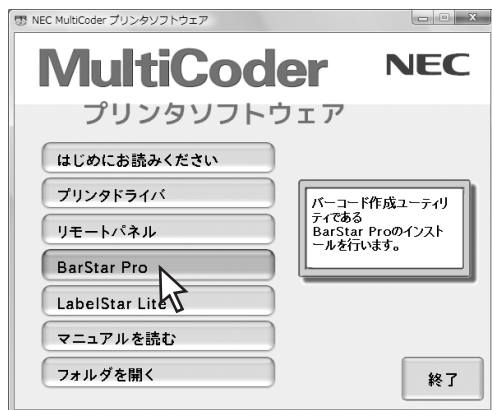 NEC MultiCoder プリンタソフトウェア
MultiCoder NEC
プリンタソフトウェア
はじめにお読みください
プリンタドライバ
リモートパネル
BarStar Pro
LabelStar Lite
マニュアルを読む
フォルダを開く
バーコード作成ユーティリ
ティである
BarStar Proのインスト
ールを行います。
終了